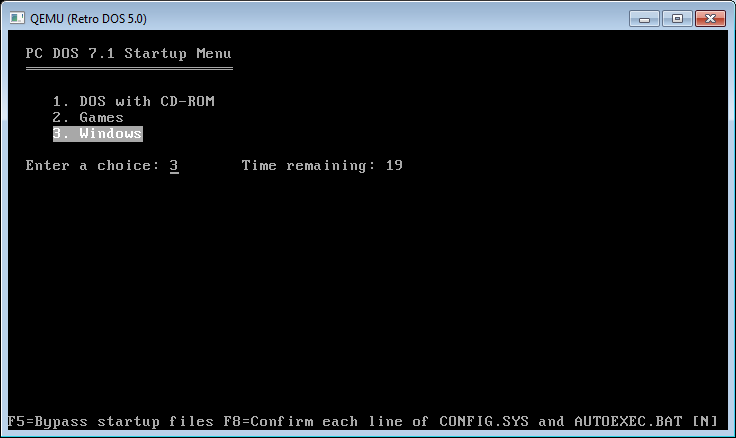 QEMU (Retro DOS 5.0)
PC DOS 7.1 Startup Menu
1. DOS with CD-ROM
2. Games
3. Windows
Enter a choice: 3 Time remaining: 19
F5=Bypass startup files F8=Confirm each line of CONFIG.SYS and AUTOEXEC.BAT [N]